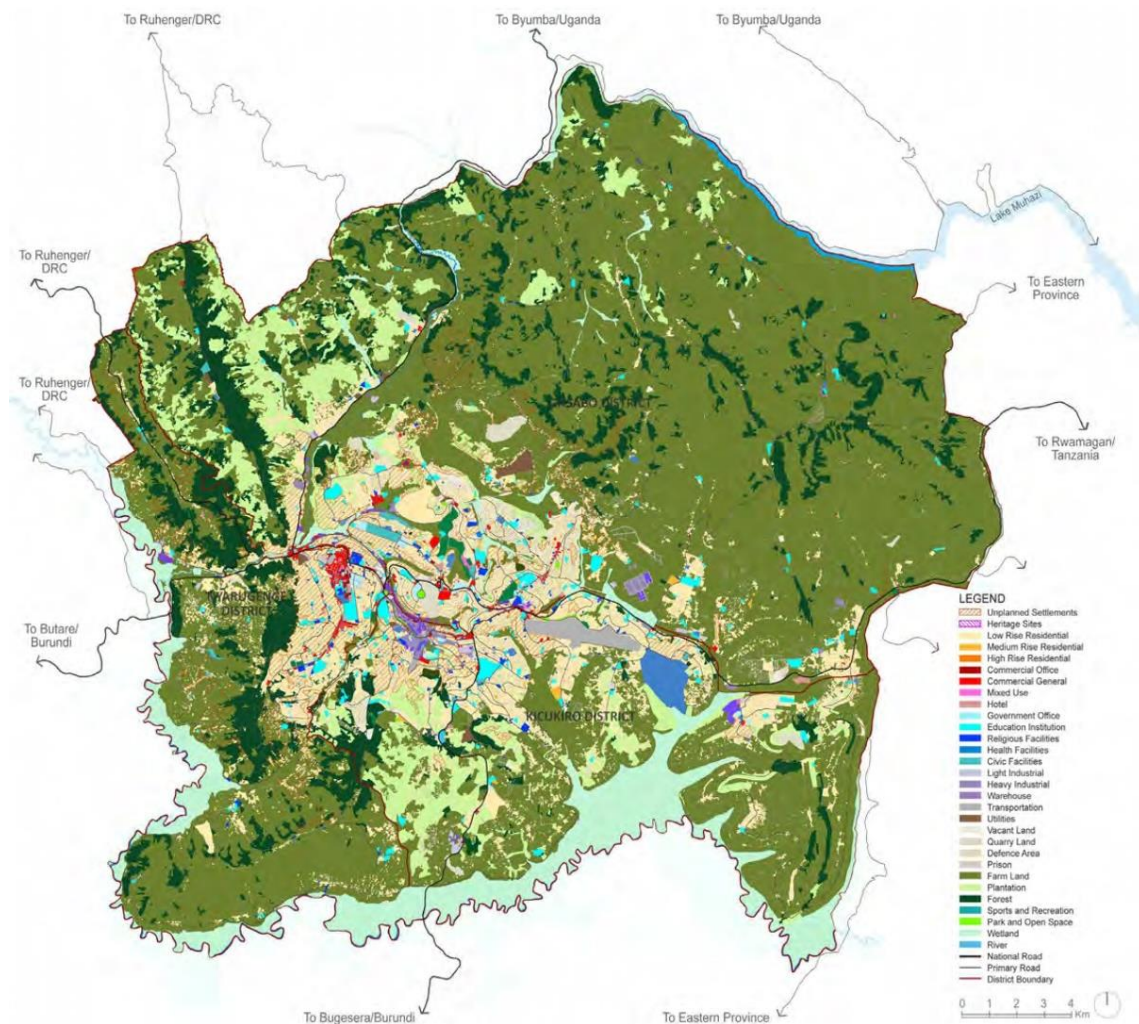 To Ruhenger/DRC
To Byumba/Uganda
To Byumba/Uganda
Lake Muhazi
To Ruhenger/
DRC
To Eastern
Province
To Ruhenger/
DRC
GASABO DISTRICT
To Rwamagan/
Tanzania
NYARUGENGE
DISTRICT
To Butare/
Burundi
KICUKIRO DISTRICT
LEGEND
Unplanned Settlements
Heritage Sites
Low Rise Residential
Medium Rise Residential
High Rise Residential
Commercial Office
Commercial General
Mixed Use
Hotel
Government Office
Education Institution
Religious Facilities
Health Facilities
Civic Facilities
Light Industrial
Heavy Industrial
Warehouse
Transportation
Utilities
Vacant Land
Quarry Land
Defence Area
Prison
Farm Land
Plantation
Forest
Sports and Recreation
Park and Open Space
Wetland
River
National Road
Primary Road
District Boundary
0 1 2 3 4
Km
To Bugesera/Burundi
To Eastern Province